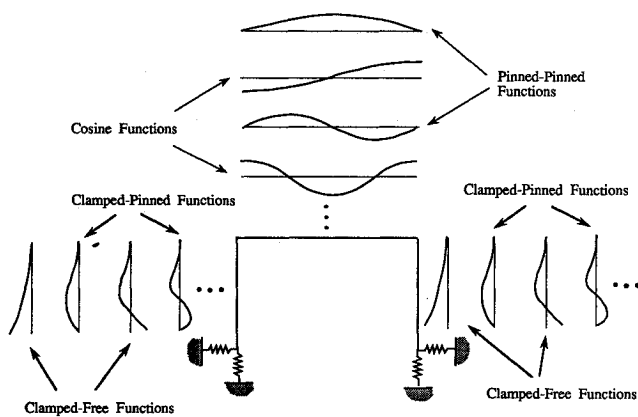 Pinned-Pinned
Functions
Cosine Functions
Clamped-Pinned Functions
Clamped-Pinned Functions
Clamped-Free Functions
Clamped-Free Functions